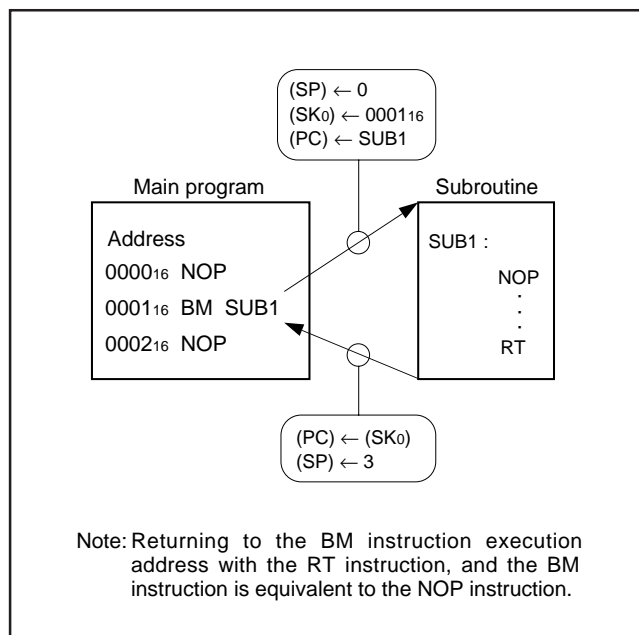 (SP) ← 0
(SK₀) ← 0001₁₆
(PC) ← SUB1
Main program
Subroutine
Address
0000₁₆ NOP
0001₁₆ BM SUB1
0002₁₆ NOP
SUB1 :
NOP
·
·
·
RT
(PC) ← (SK₀)
(SP) ← 3
Note: Returning to the BM instruction execution
address with the RT instruction, and the BM
instruction is equivalent to the NOP instruction.